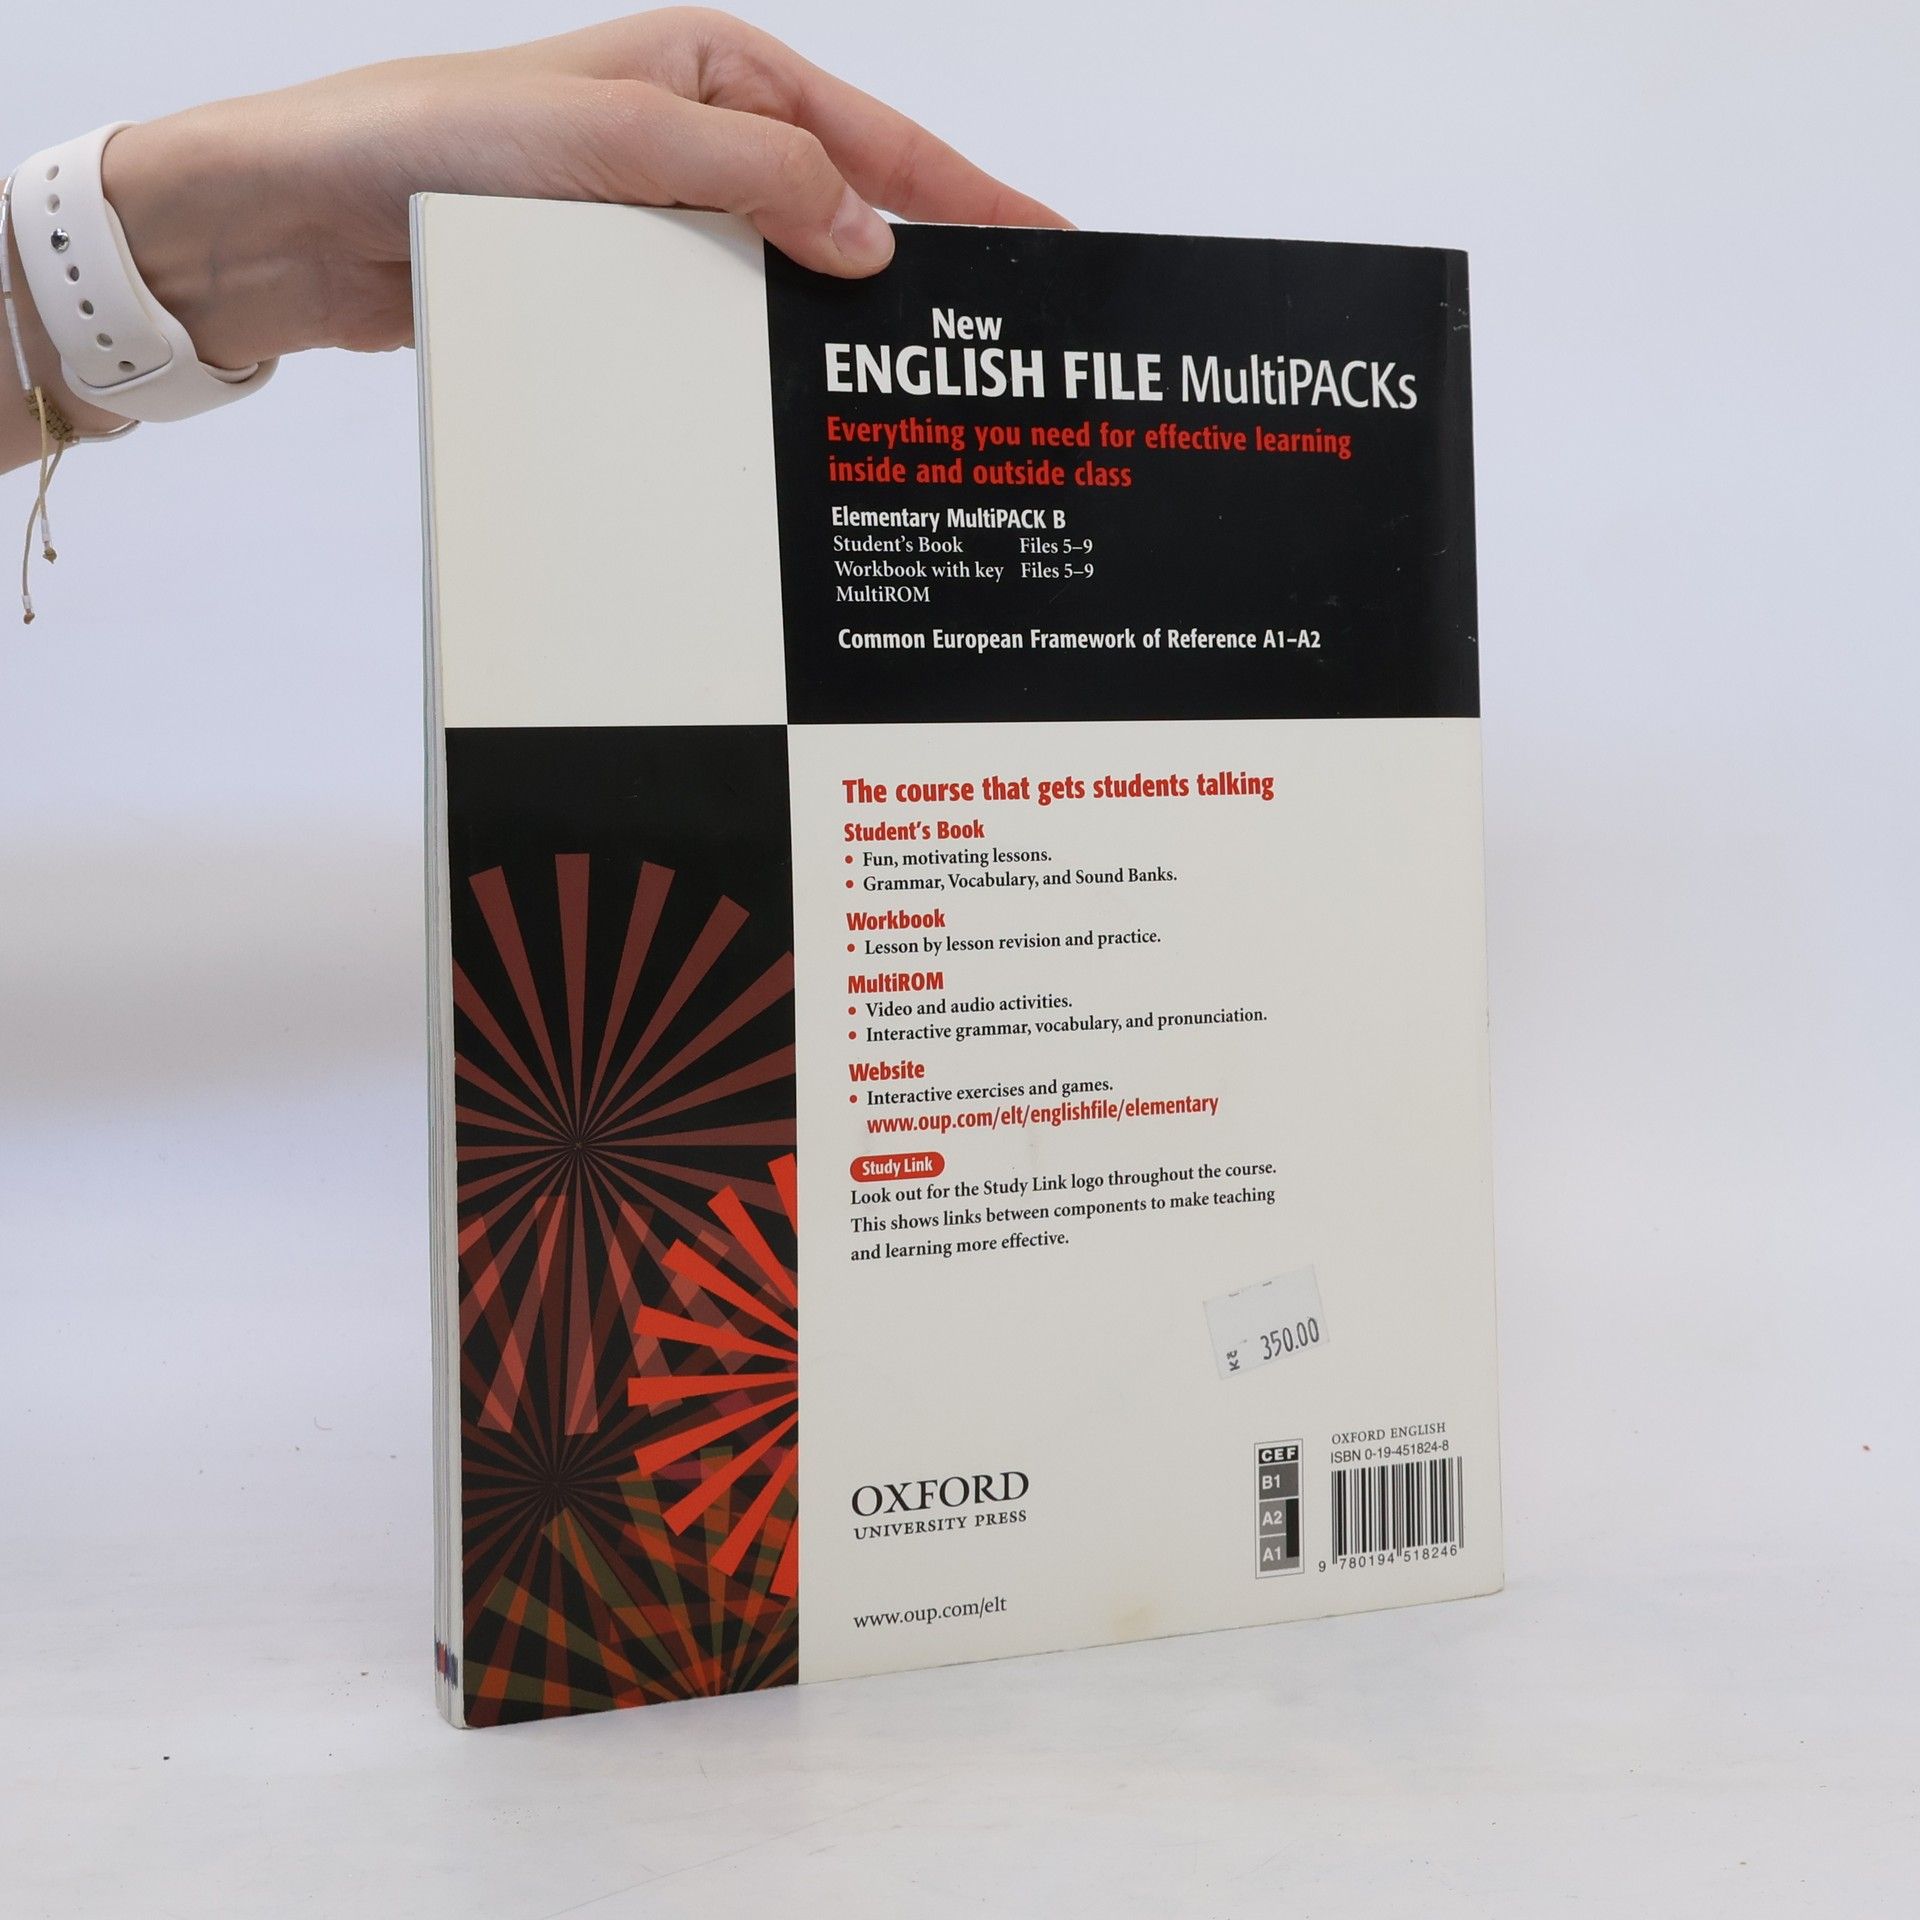 New
ENGLISH FILE MultiPACKs
Everything you need for effective learning
inside and outside class
Elementary MultiPACK B
Student's Book Files 5–9
Workbook with key Files 5–9
MultiROM
Common European Framework of Reference A1–A2
The course that gets students talking
Student's Book
• Fun, motivating lessons.
• Grammar, Vocabulary, and Sound Banks.
Workbook
• Lesson by lesson revision and practice.
MultiROM
• Video and audio activities.
• Interactive grammar, vocabulary, and pronunciation.
Website
• Interactive exercises and games.
www.oup.com/elt/englishfile/elementary
Study Link
Look out for the Study Link logo throughout the course.
This shows links between components to make teaching
and learning more effective.
Kč 350.00
OXFORD
UNIVERSITY PRESS
www.oup.com/elt
CEF
B1
A2
A1
OXFORD ENGLISH
ISBN 0-19-451824-8
9 780194 518246